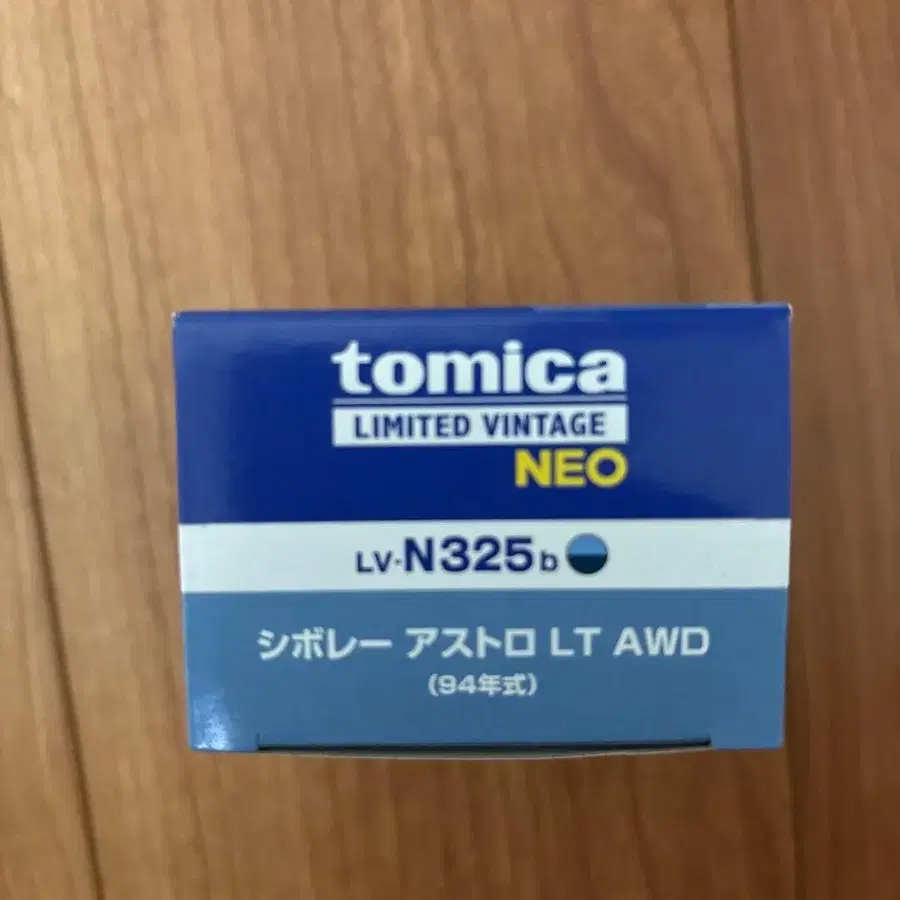 tomica
LIMITED VINTAGE
NEO
LV-N325b
シボレー アストロ LT AWD
(94年式)